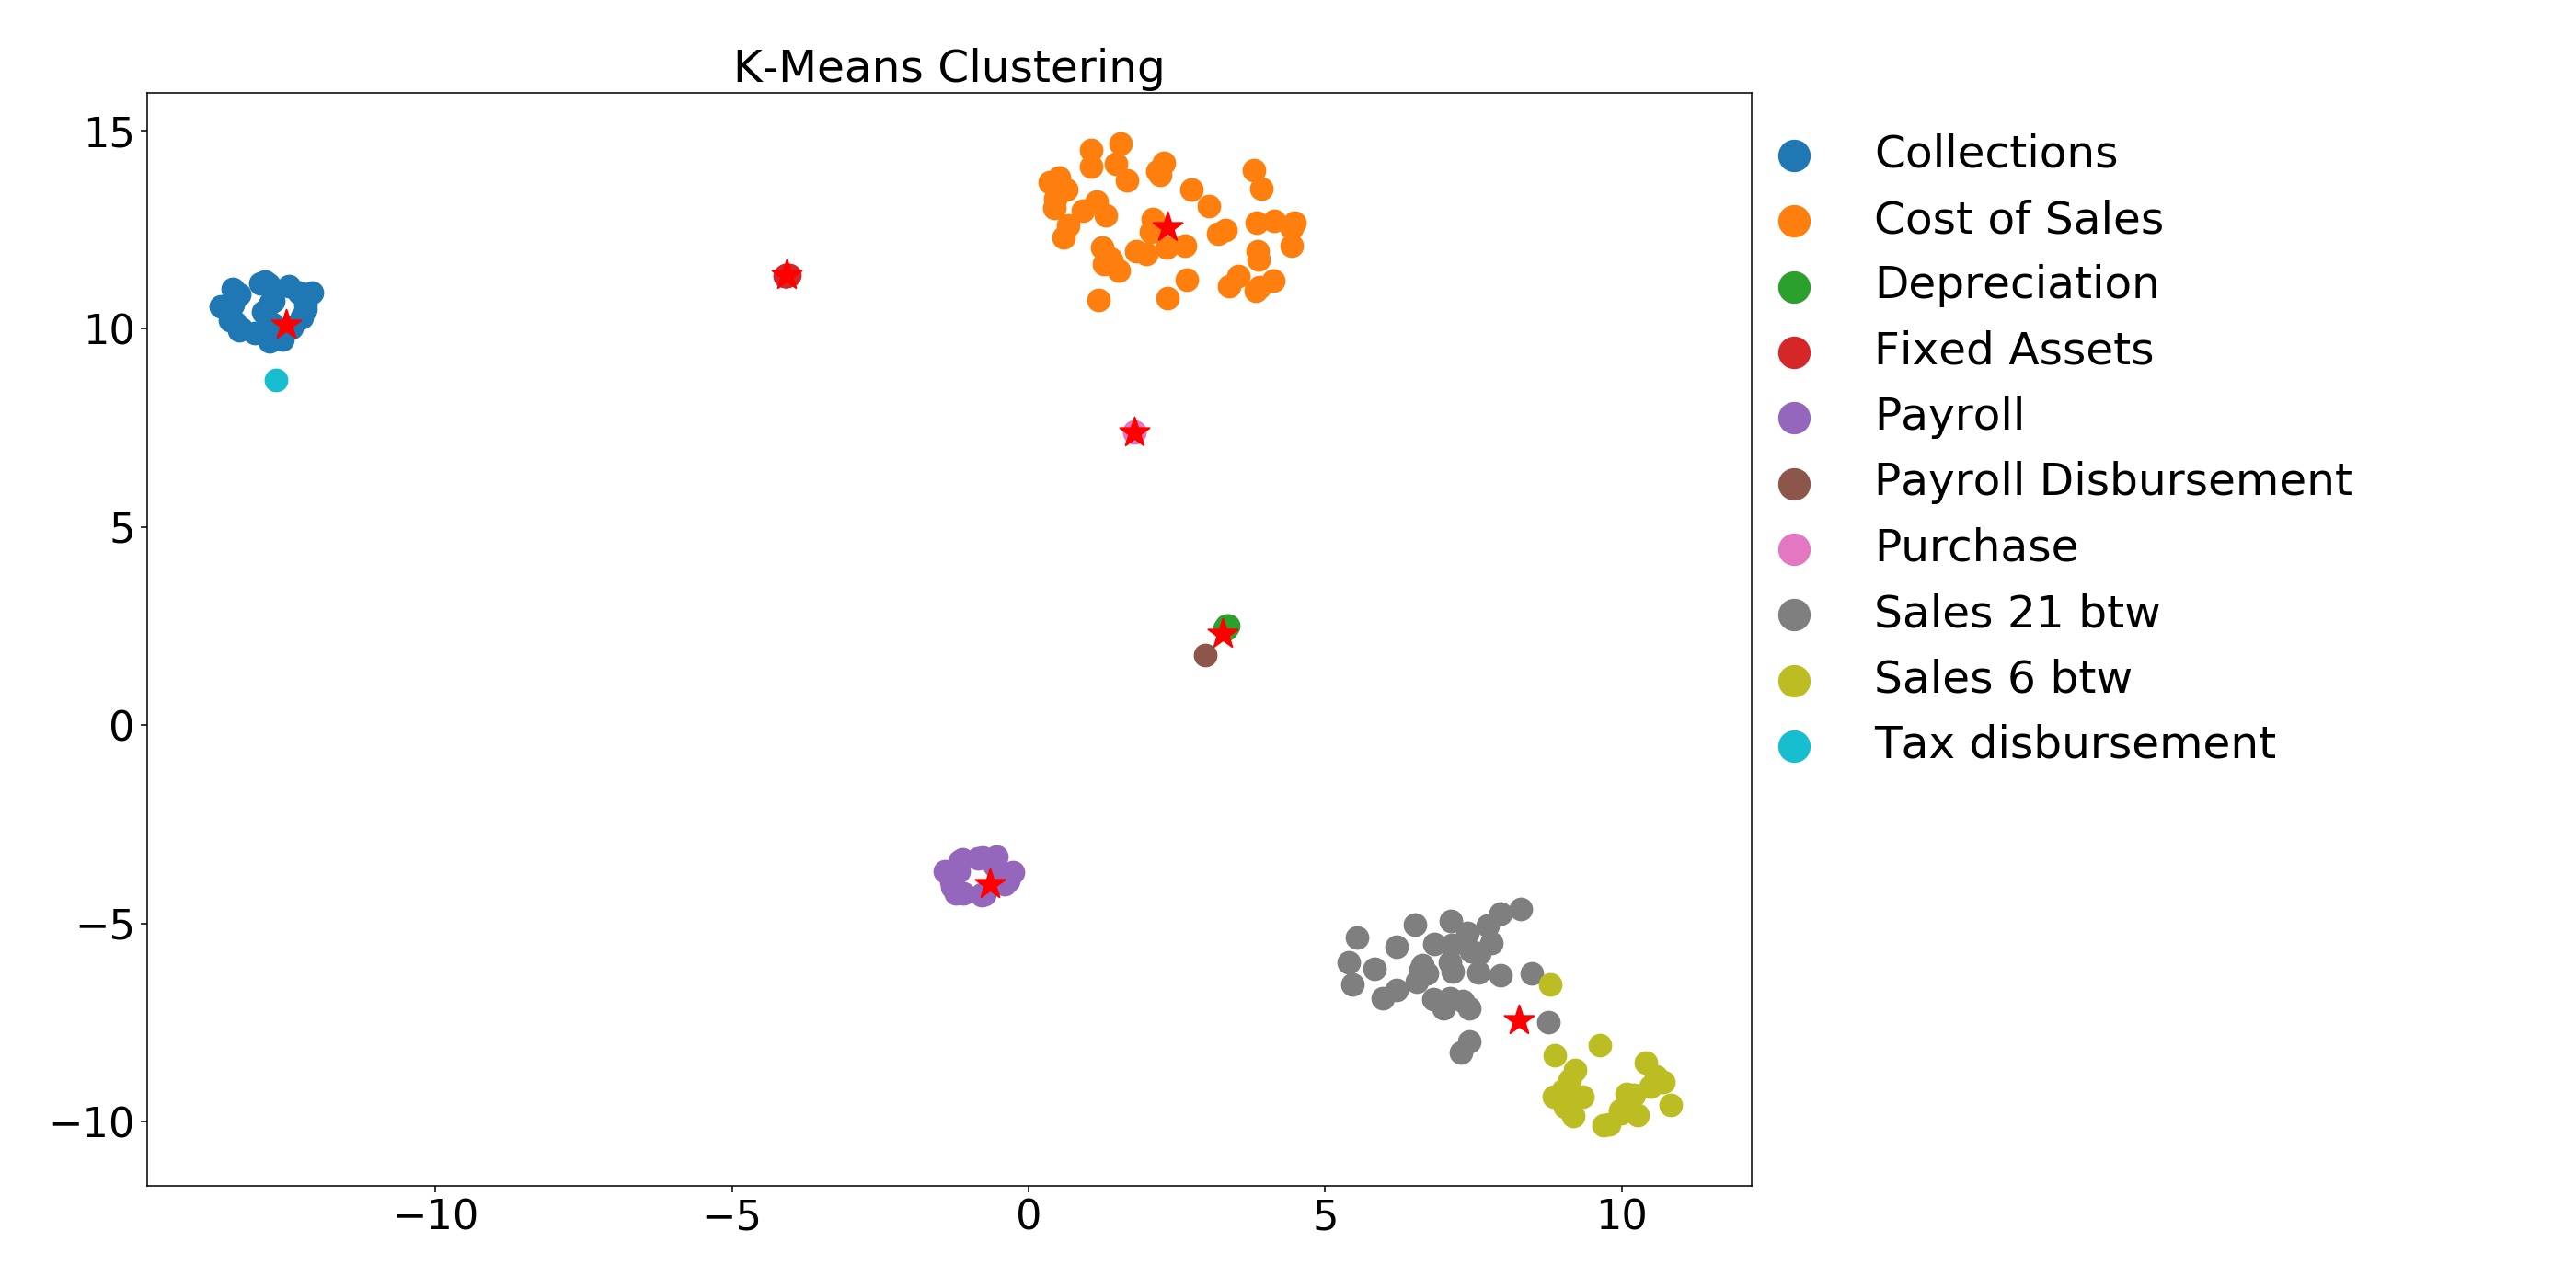 K-Means Clustering
15
10
5
0
−5
−10
−10
−5
0
5
10
Collections
Cost of Sales
Depreciation
Fixed Assets
Payroll
Payroll Disbursement
Purchase
Sales 21 btw
Sales 6 btw
Tax disbursement